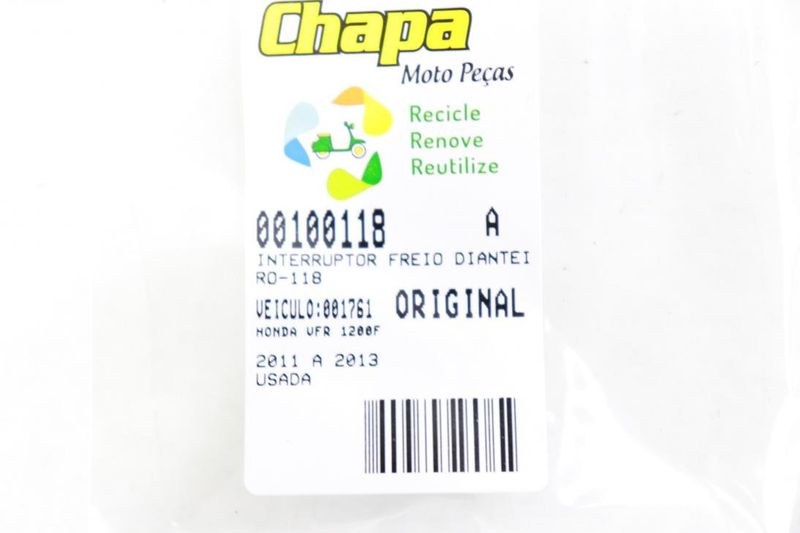 Chapa
Moto Peças
Recicle
Renove
Reutilize
00100118 A
INTERRUPTOR FREIO DIANTEI
RO-118
VEICULO:001761 ORIGINAL
HONDA VFR 1200F
2011 A 2013
USADA